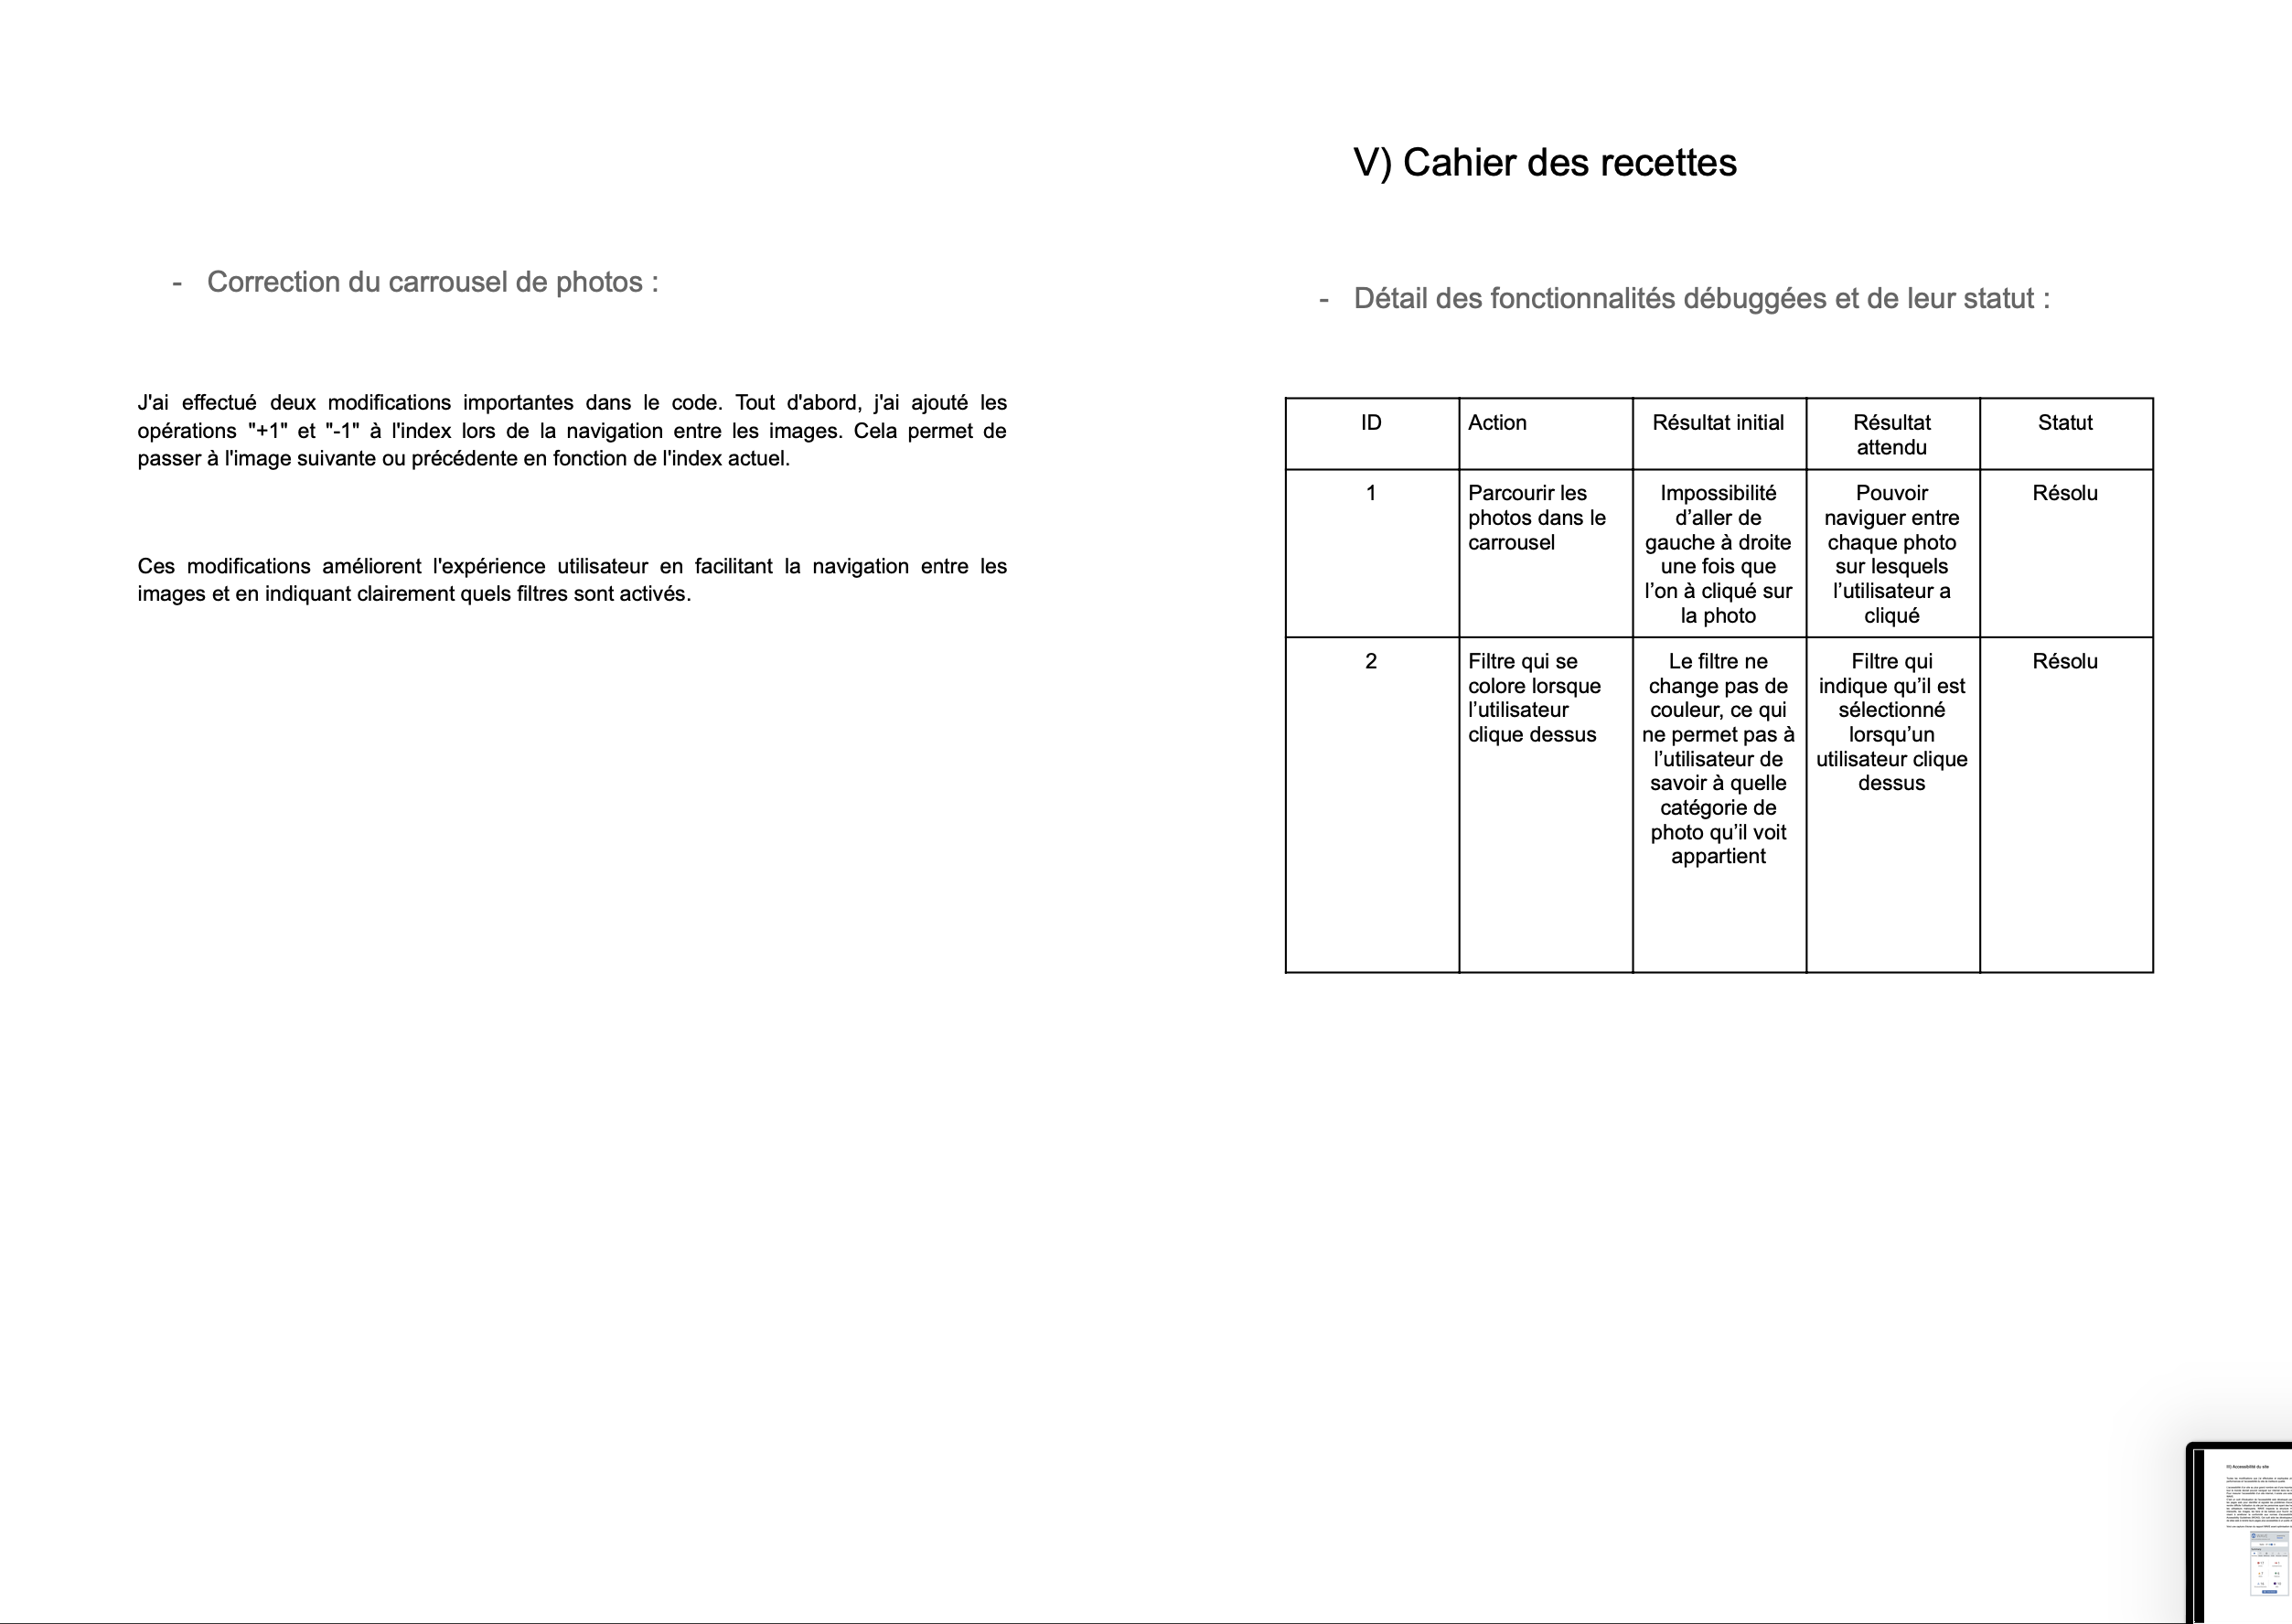 - Correction du carrousel de photos :
J'ai effectué deux modifications importantes dans le code. Tout d'abord, j'ai ajouté les
opérations "+1" et "-1" à l'index lors de la navigation entre les images. Cela permet de
passer à l'image suivante ou précédente en fonction de l'index actuel.
Ces modifications améliorent l'expérience utilisateur en facilitant la navigation entre les
images et en indiquant clairement quels filtres sont activés.
V) Cahier des recettes
- Détail des fonctionnalités débuggées et de leur statut :
ID
Action
Résultat initial
Résultat
attendu
Statut
1
Parcourir les
photos dans le
carrousel
Impossibilité
d’aller de
gauche à droite
une fois que
l’on à cliqué sur
la photo
Pouvoir
naviguer entre
chaque photo
sur lesquels
l’utilisateur a
cliqué
Résolu
2
Filtre qui se
colore lorsque
l’utilisateur
clique dessus
Le filtre ne
change pas de
couleur, ce qui
ne permet pas à
l’utilisateur de
savoir à quelle
catégorie de
photo qu’il voit
appartient
Filtre qui
indique qu’il est
sélectionné
lorsqu’un
utilisateur clique
dessus
Résolu
Accessibilité du site